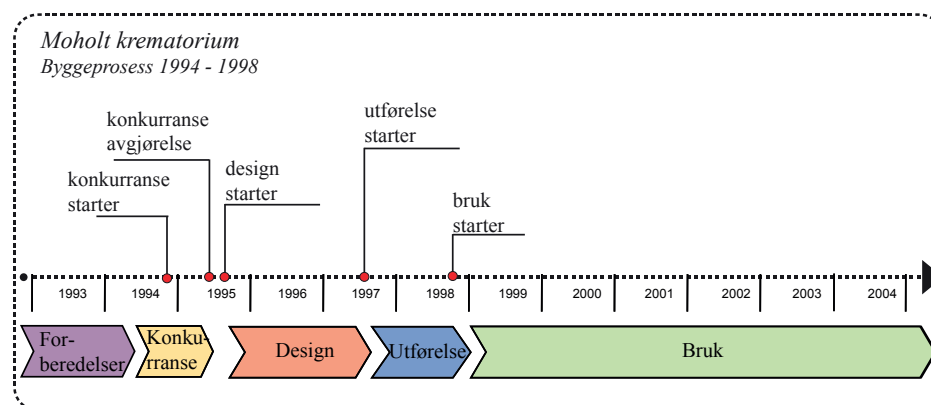 Moholt krematorium
Byggeprosess 1994 - 1998
konkurranse
avgjørelse
utførelse
starter
konkurranse
starter
design
starter
bruk
starter
1993 1994 1995 1996 1997 1998 1999 2000 2001 2002 2003 2004
For-
beredelser
Konku-
rranse
Design
Utførelse
Bruk